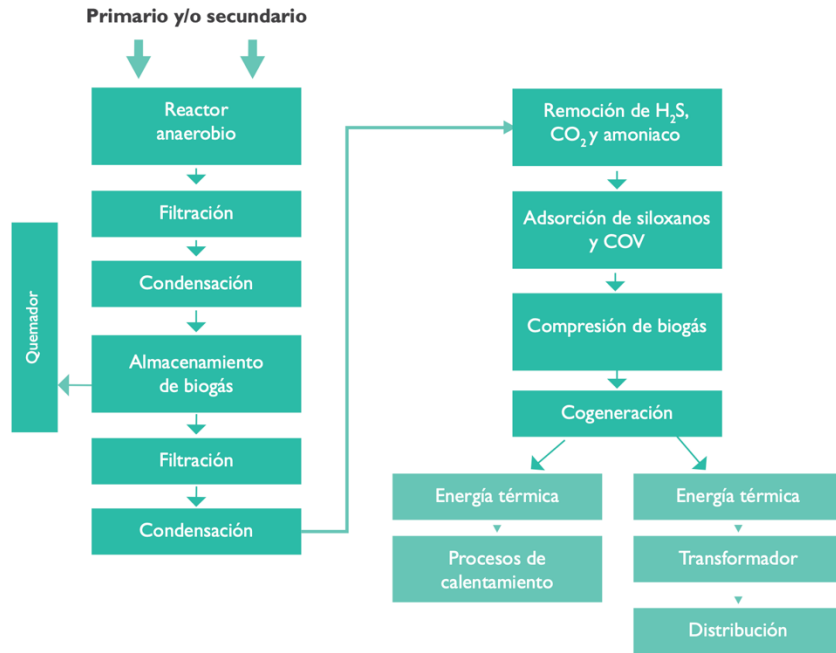 Primario y/o secundario
Reactor
anaerobio
Filtración
Condensación
Quemador
Almacenamiento
de biogás
Filtración
Condensación
Remoción de H₂S,
CO₂ y amoniaco
Adsorción de siloxanos
y COV
Compresión de biogás
Cogeneración
Energía térmica
Procesos de
calentamiento
Energía térmica
Transformador
Distribución